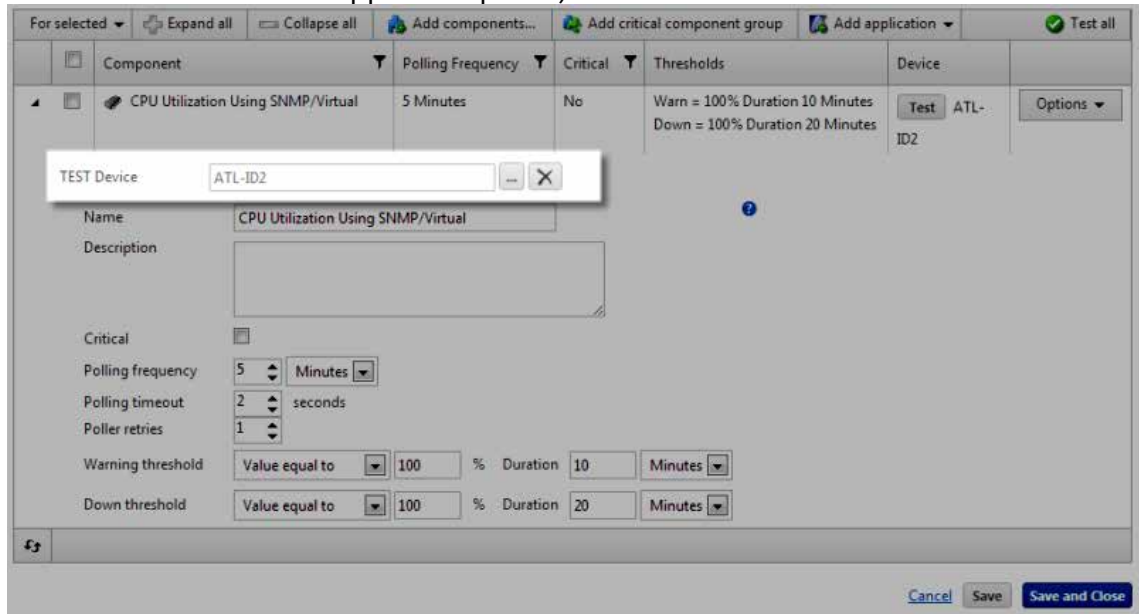 For selected Expand all Collapse all Add components... Add critical component group Add application Test all
Component Polling Frequency Critical Thresholds Device
CPU Utilization Using SNMP/Virtual 5 Minutes No Warn = 100% Duration 10 Minutes Test ATL- Options
Down = 100% Duration 20 Minutes ID2
TEST Device ATL-ID2 ...
Name CPU Utilization Using SNMP/Virtual
Description
Critical
Polling frequency 5 Minutes
Polling timeout 2 seconds
Poller retries 1
Warning threshold Value equal to 100 % Duration 10 Minutes
Down threshold Value equal to 100 % Duration 20 Minutes
Cancel Save Save and Close